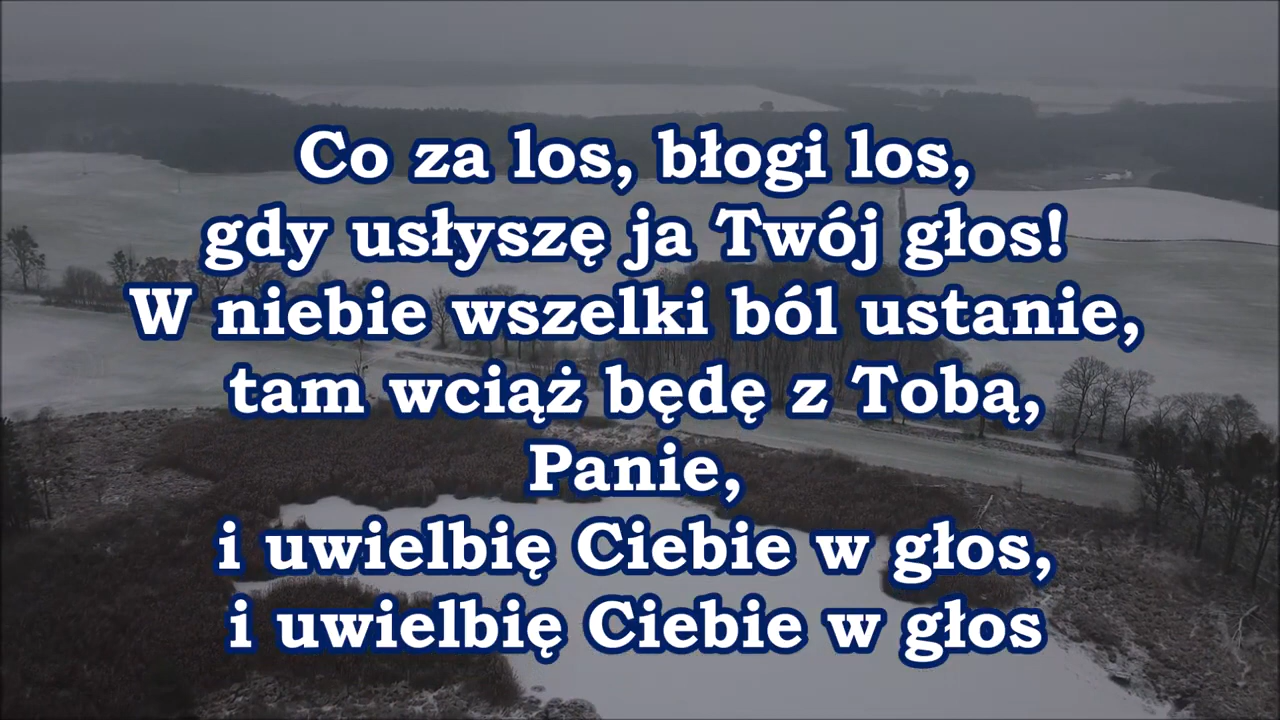 Co za los, błogi los,
gdy usłyszę ja Twój głos!
W niebie wszelki ból ustanie,
tam wciąż będę z Tobą,
Panie,
i uwielbię Ciebie w głos,
i uwielbię Ciebie w głos